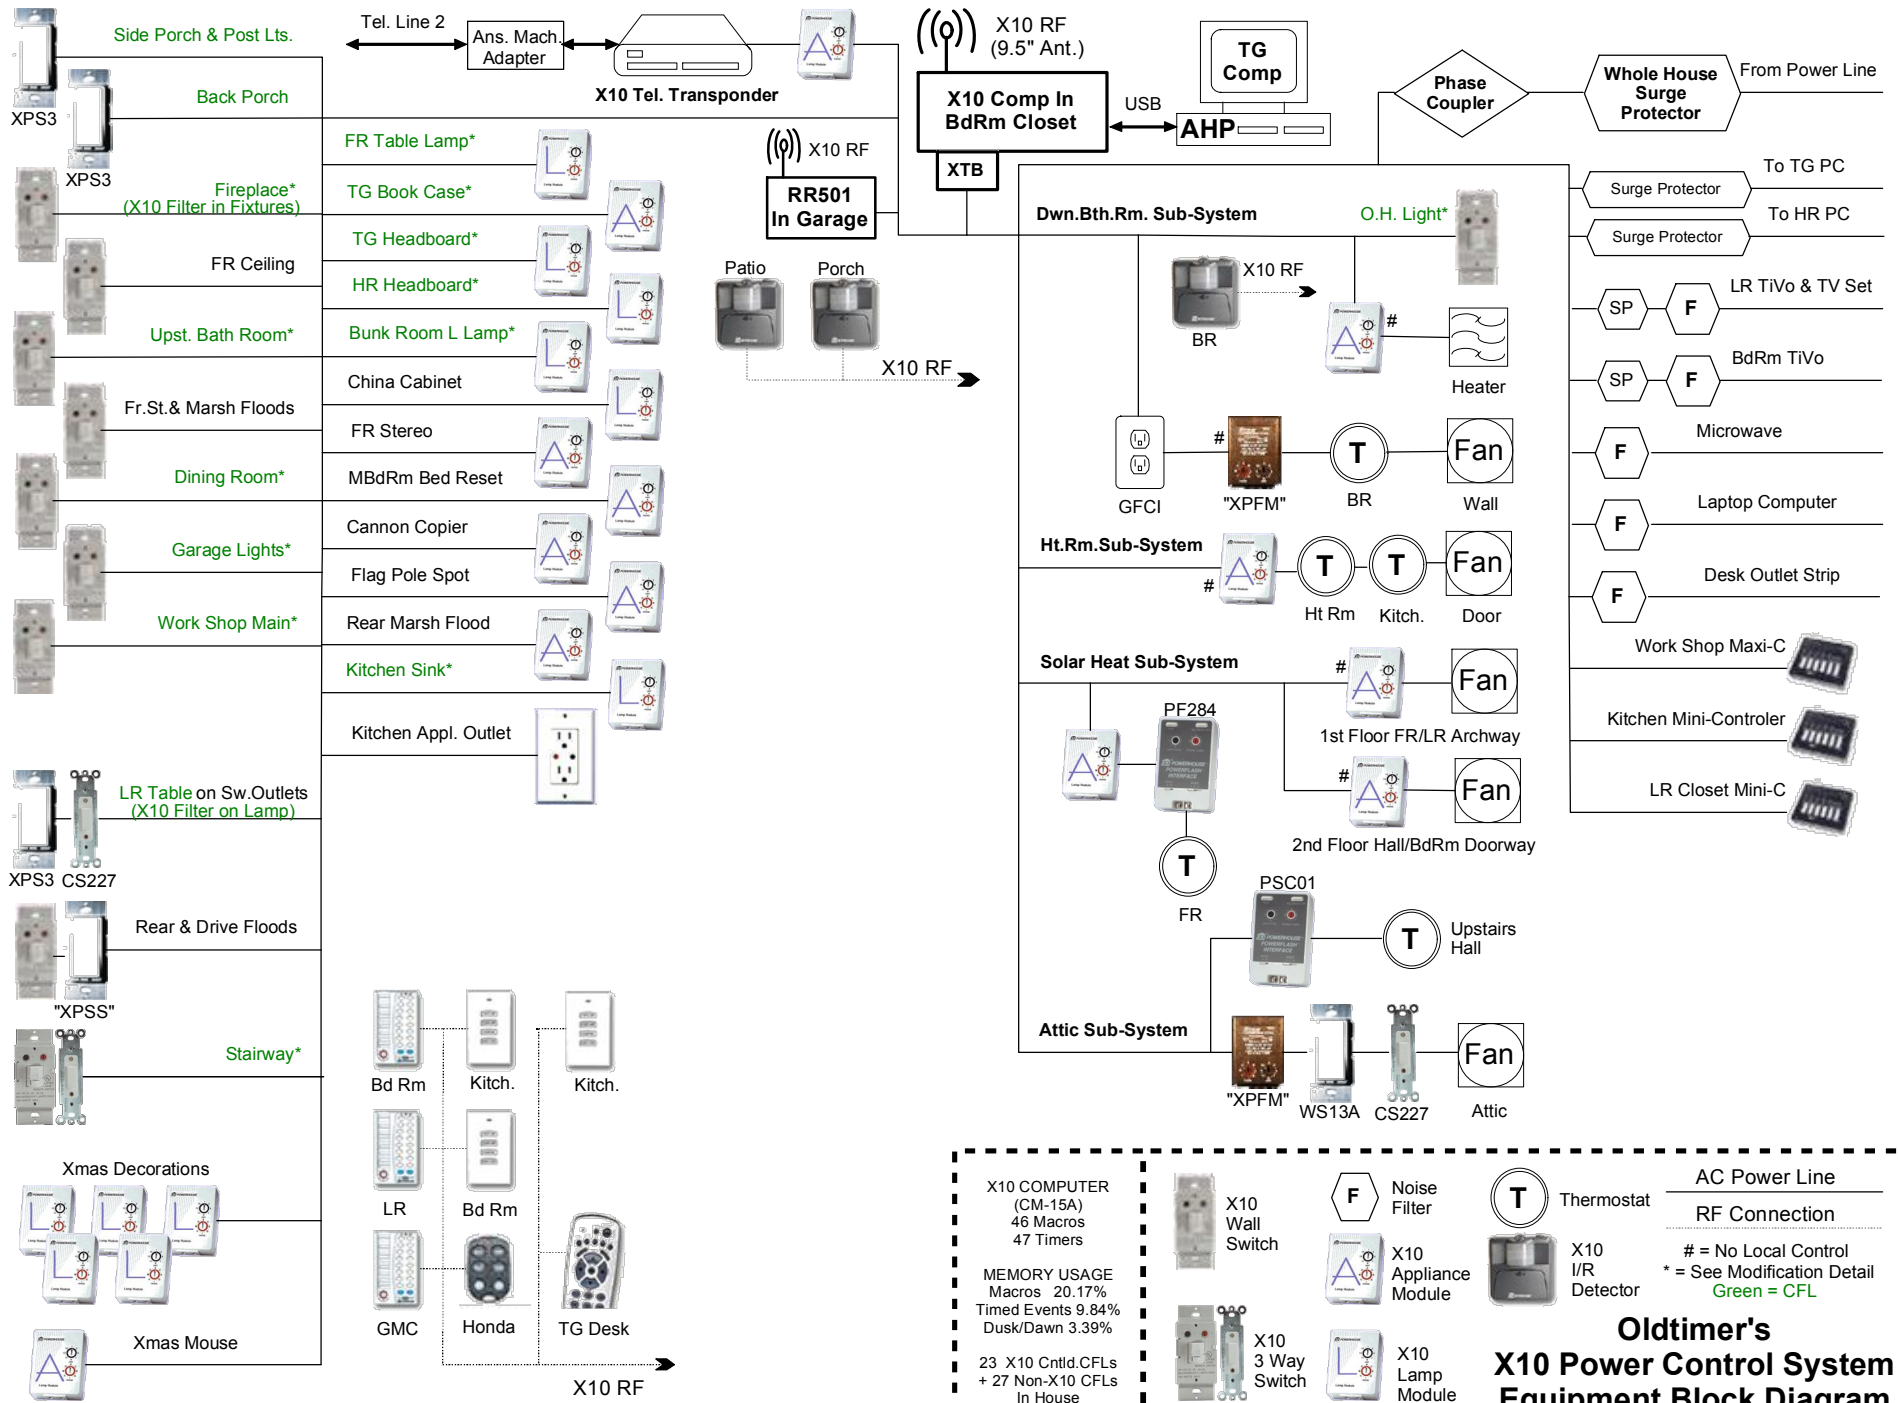 Side Porch & Post Lts.
XPS3
Back Porch
XPS3
Fireplace*
(X10 Filter in Fixtures)
FR Ceiling
Upst. Bath Room*
Fr.St.& Marsh Floods
Dining Room*
Garage Lights*
Work Shop Main*
LR Table on Sw.Outlets
(X10 Filter on Lamp)
XPS3 CS227
Rear & Drive Floods
"XPSS"
Stairway*
Xmas Decorations
Xmas Mouse
Tel. Line 2
Ans. Mach.
Adapter
X10 Tel. Transponder
FR Table Lamp*
TG Book Case*
TG Headboard*
HR Headboard*
Bunk Room L Lamp*
China Cabinet
FR Stereo
MBdRm Bed Reset
Cannon Copier
Flag Pole Spot
Rear Marsh Flood
Kitchen Sink*
Kitchen Appl. Outlet
Bd Rm
Kitch.
Kitch.
LR
Bd Rm
GMC
Honda
TG Desk
X10 RF
X10 RF
(9.5" Ant.)
X10 Comp In
BdRm Closet
XTB
USB
TG
Comp
AHP
X10 RF
RR501
In Garage
Patio
Porch
X10 RF
Phase
Coupler
Whole House
Surge
Protector
From Power Line
Dwn.Bth.Rm. Sub-System
O.H. Light*
X10 RF
BR
#
Heater
GFCI
#
"XPFM"
T
BR
Fan
Wall
Ht.Rm.Sub-System
#
T
Ht Rm
T
Kitch.
Fan
Door
Solar Heat Sub-System
PF284
POWERHOUSE
POWERFLASH
INTERFACE
T
FR
#
Fan
1st Floor FR/LR Archway
#
Fan
2nd Floor Hall/BdRm Doorway
PSC01
POWERHOUSE
POWERFLASH
INTERFACE
T
Upstairs
Hall
Attic Sub-System
"XPFM"
WS13A
CS227
Fan
Attic
Surge Protector
To TG PC
Surge Protector
To HR PC
SP
F
LR TiVo & TV Set
SP
F
BdRm TiVo
F
Microwave
F
Laptop Computer
F
Desk Outlet Strip
Work Shop Maxi-C
Kitchen Mini-Controler
LR Closet Mini-C
X10 COMPUTER
(CM-15A)
46 Macros
47 Timers
MEMORY USAGE
Macros 20.17%
Timed Events 9.84%
Dusk/Dawn 3.39%
23 X10 Cntld.CFLs
+ 27 Non-X10 CFLs
In House
X10
Wall
Switch
X10
3 Way
Switch
F
Noise
Filter
X10
Appliance
Module
X10
Lamp
Module
T
Thermostat
X10
I/R
Detector
AC Power Line
RF Connection
# = No Local Control
* = See Modification Detail
Green = CFL
Oldtimer's
X10 Power Control System
Equipment Block Diagram